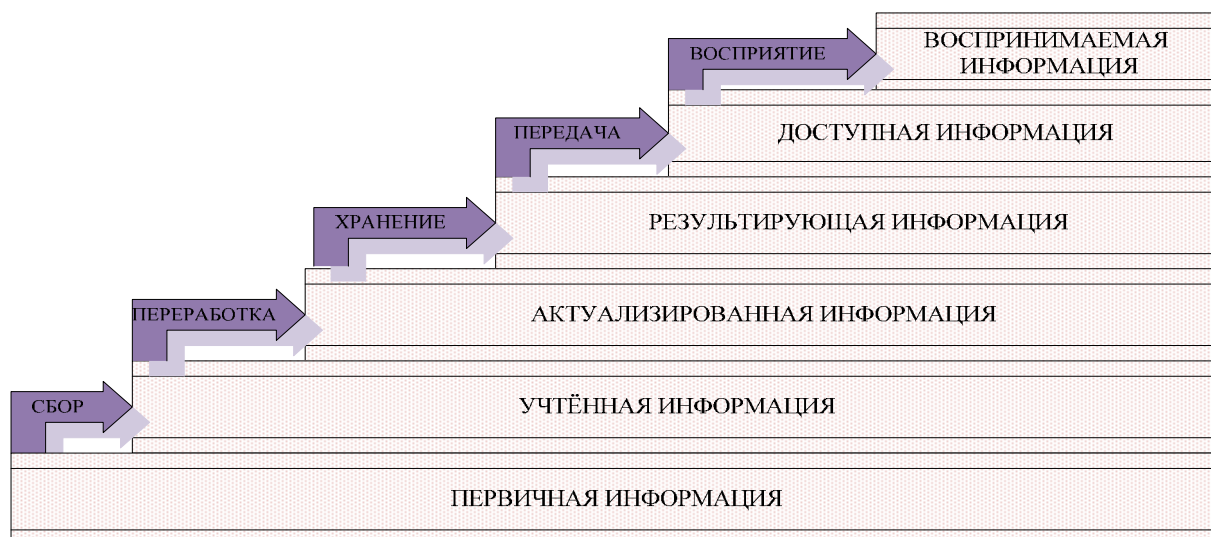 ВОСПРИЯТИЕ
ВОСПРИНИМАЕМАЯ
ИНФОРМАЦИЯ
ПЕРЕДАЧА
ДОСТУПНАЯ ИНФОРМАЦИЯ
ХРАНЕНИЕ
РЕЗУЛЬТИРУЮЩАЯ ИНФОРМАЦИЯ
ПЕРЕРАБОТКА
АКТУАЛИЗИРОВАННАЯ ИНФОРМАЦИЯ
СБОР
УЧТЁННАЯ ИНФОРМАЦИЯ
ПЕРВИЧНАЯ ИНФОРМАЦИЯ